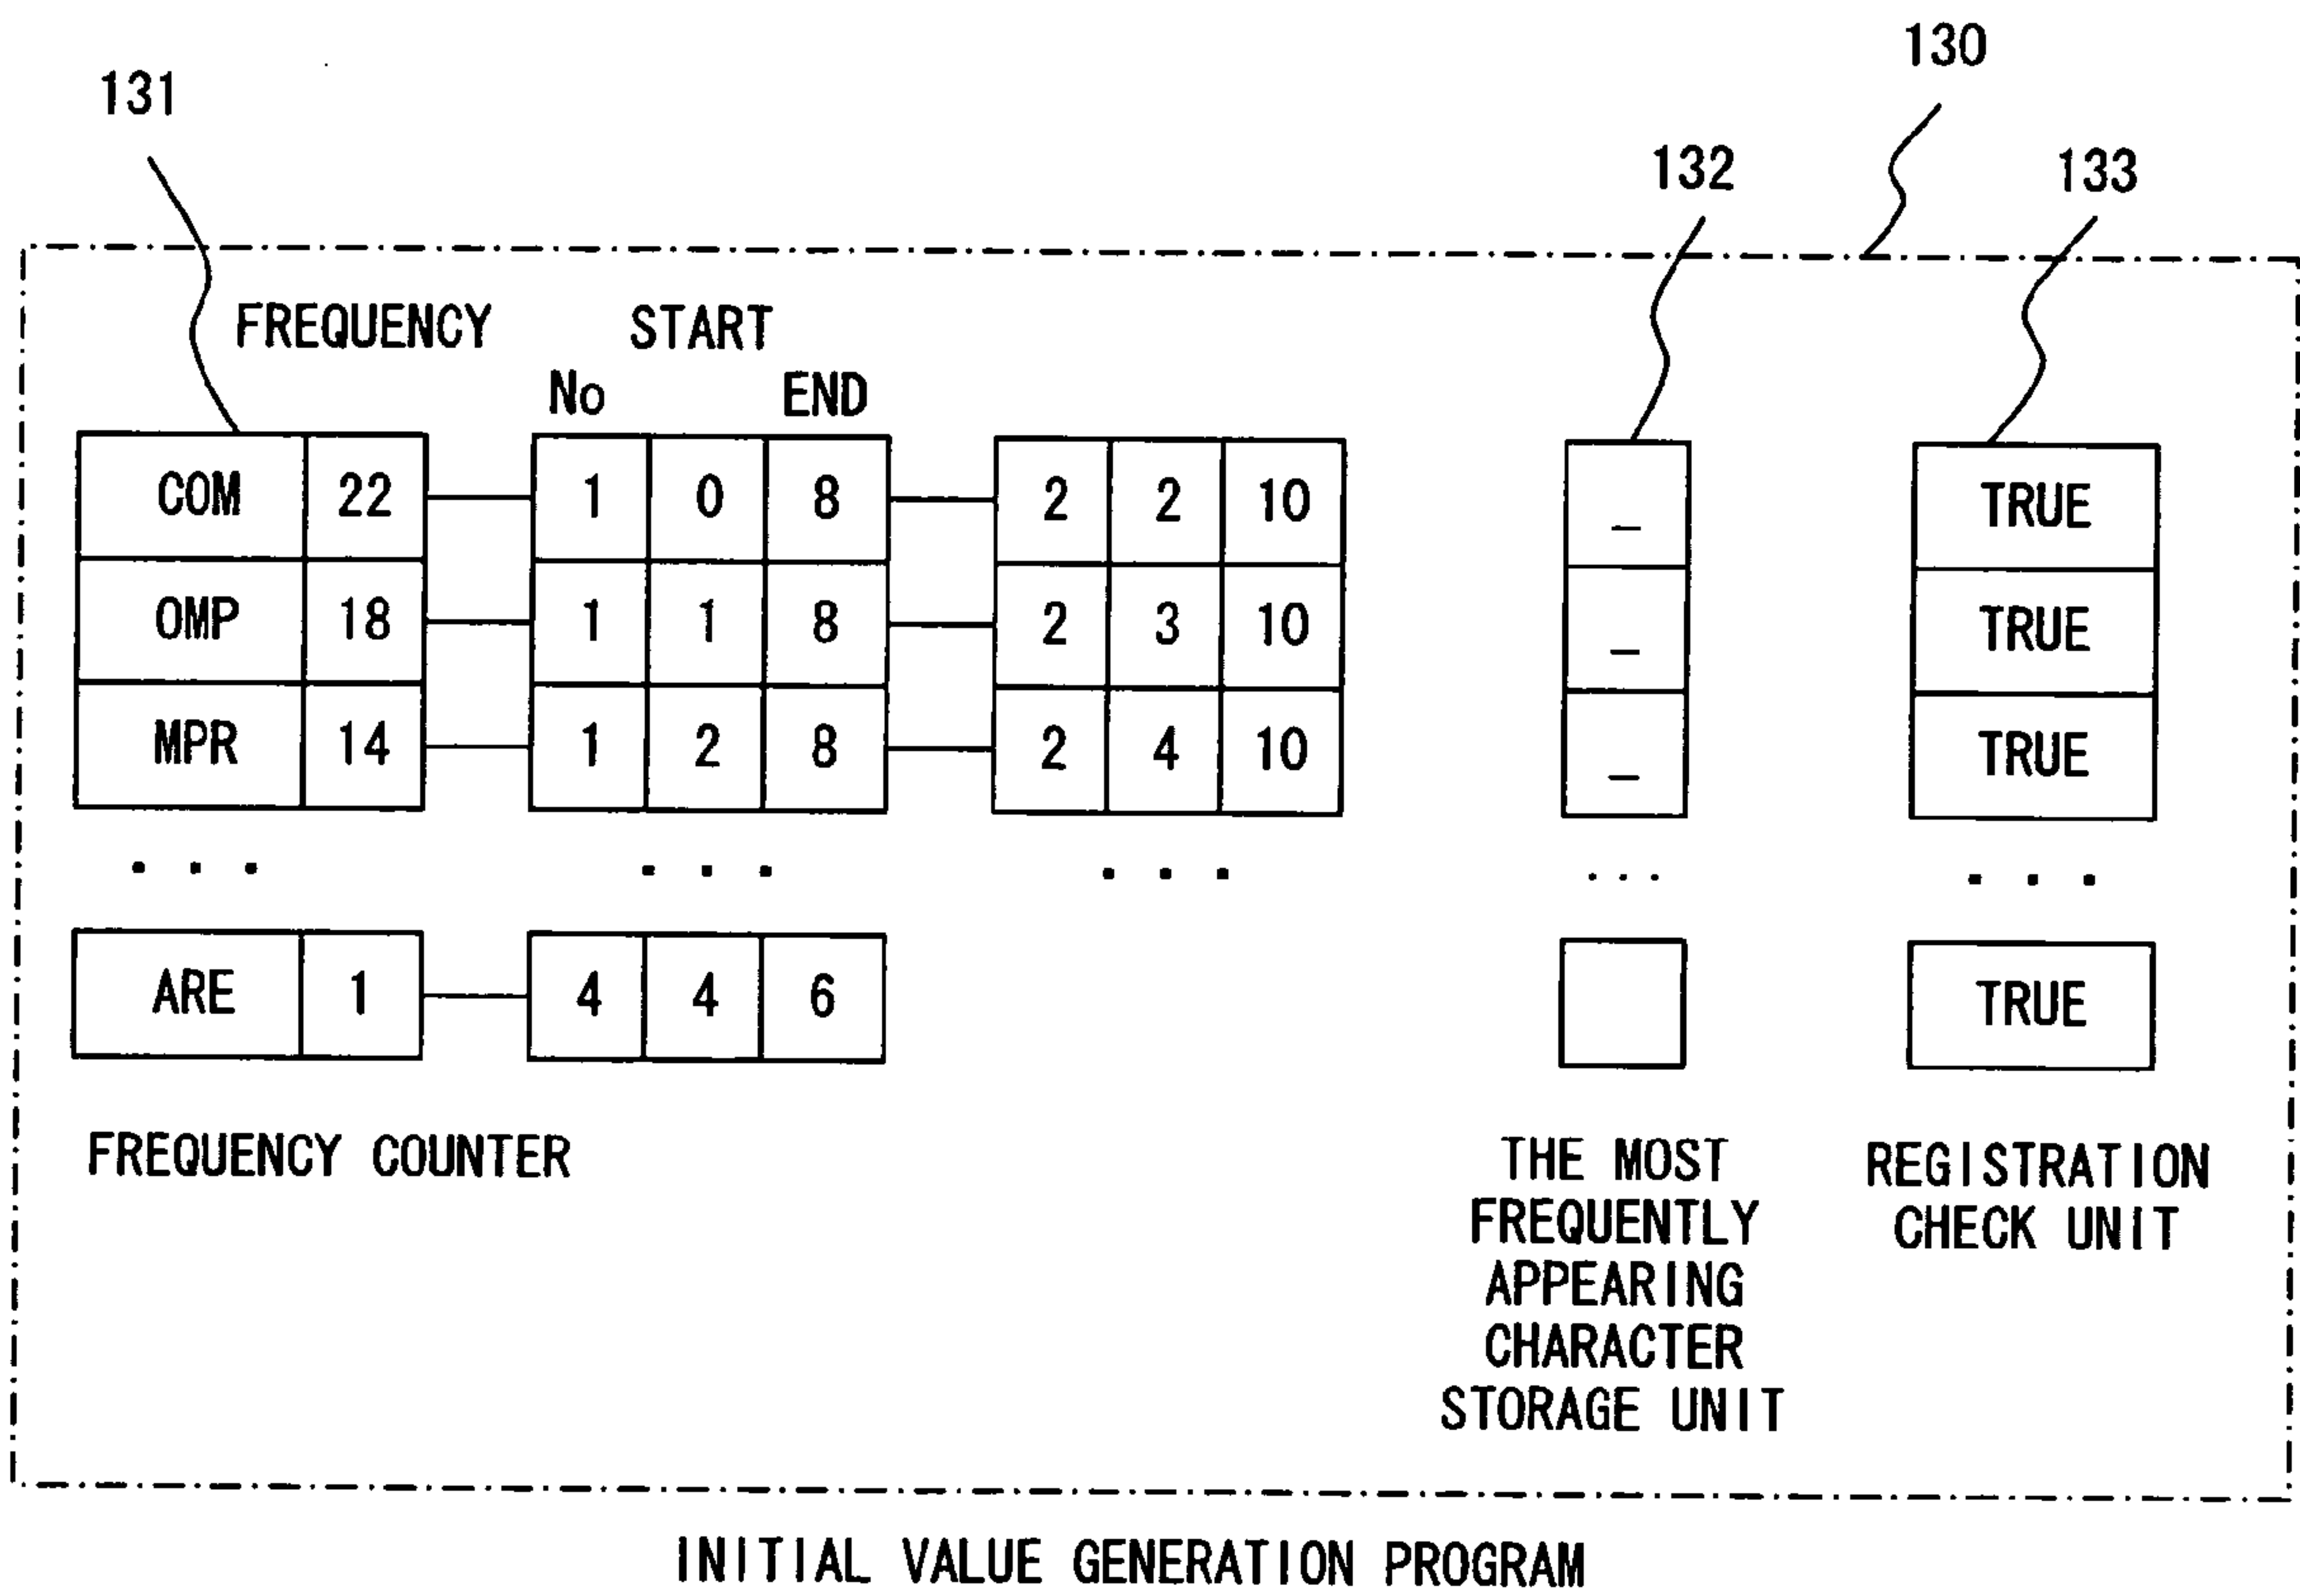 130
131
132
133
FREQUENCY START
No END
COM 22 1 0 8 2 2 10 _ TRUE
OMP 18 1 1 8 2 3 10 _ TRUE
MPR 14 1 2 8 2 4 10 _ TRUE
... ... ... ... ...
ARE 1 4 4 6 TRUE
FREQUENCY COUNTER
THE MOST
FREQUENTLY
APPEARING
CHARACTER
STORAGE UNIT
REGISTRATION
CHECK UNIT
INITIAL VALUE GENERATION PROGRAM